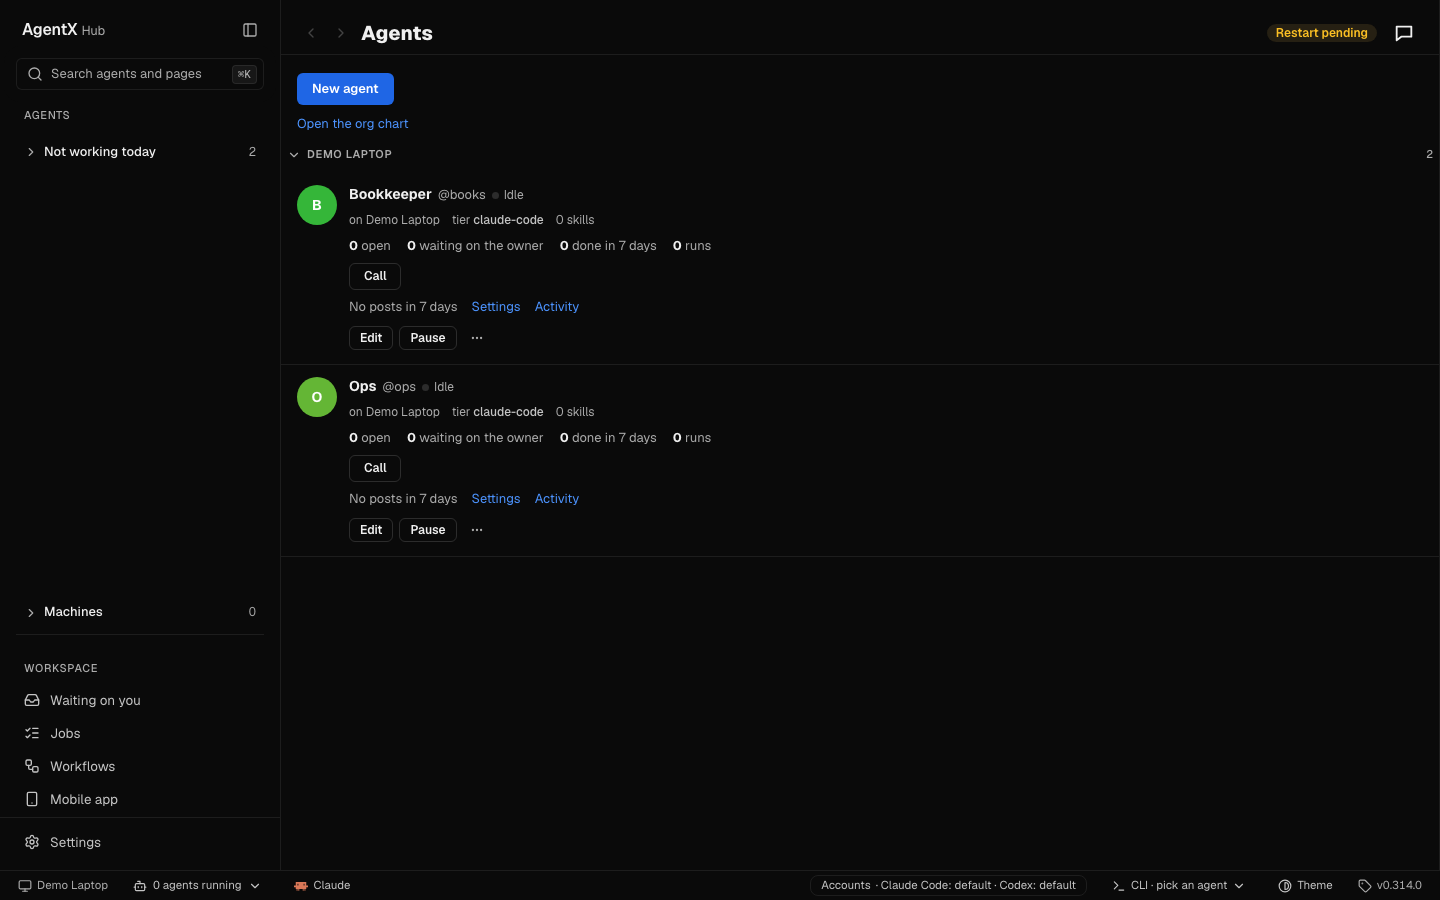 AgentX Hub
Search agents and pages ⌘K
AGENTS
Not working today 2
Machines 0
WORKSPACE
Waiting on you
Jobs
Workflows
Mobile app
Settings
Agents
Restart pending
New agent
Open the org chart
DEMO LAPTOP 2
B
Bookkeeper @books Idle
on Demo Laptop tier claude-code 0 skills
0 open 0 waiting on the owner 0 done in 7 days 0 runs
Call
No posts in 7 days Settings Activity
Edit Pause ···
O
Ops @ops Idle
on Demo Laptop tier claude-code 0 skills
0 open 0 waiting on the owner 0 done in 7 days 0 runs
Call
No posts in 7 days Settings Activity
Edit Pause ···
Demo Laptop 0 agents running Claude Accounts · Claude Code: default · Codex: default CLI · pick an agent Theme v0.314.0